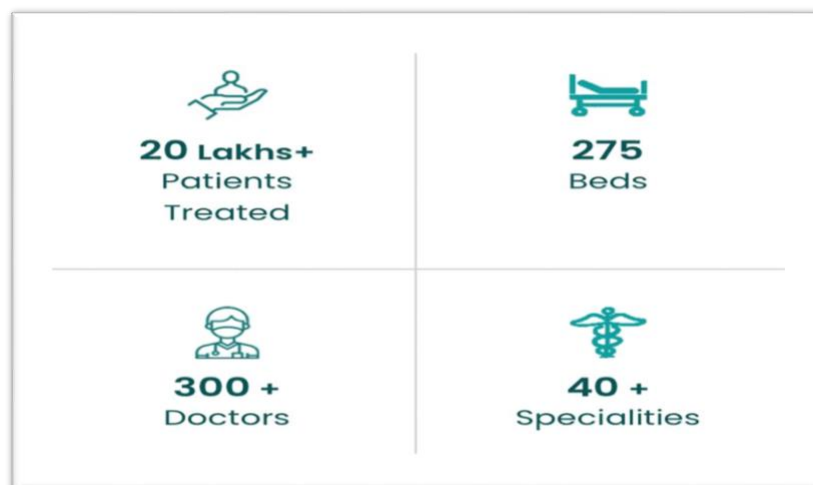 20 Lakhs+
Patients
Treated
275
Beds
300 +
Doctors
40 +
Specialities